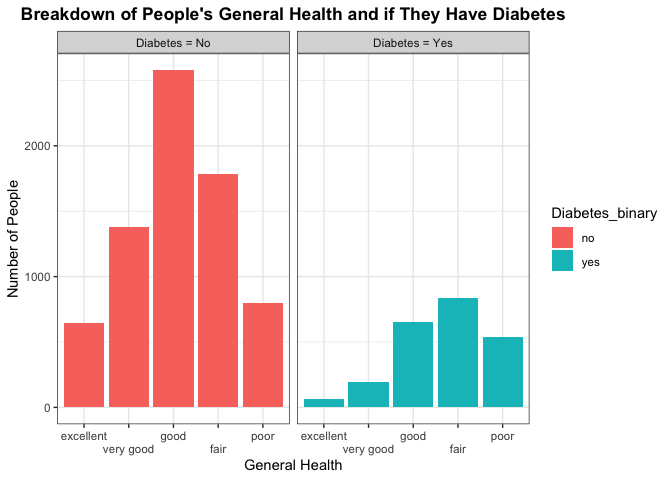 Breakdown of People's General Health and if They Have Diabetes
Diabetes = No
Diabetes = Yes
Number of People
2000
1000
0
excellent
very good
good
fair
poor
excellent
very good
good
fair
poor
General Health
Diabetes_binary
no
yes